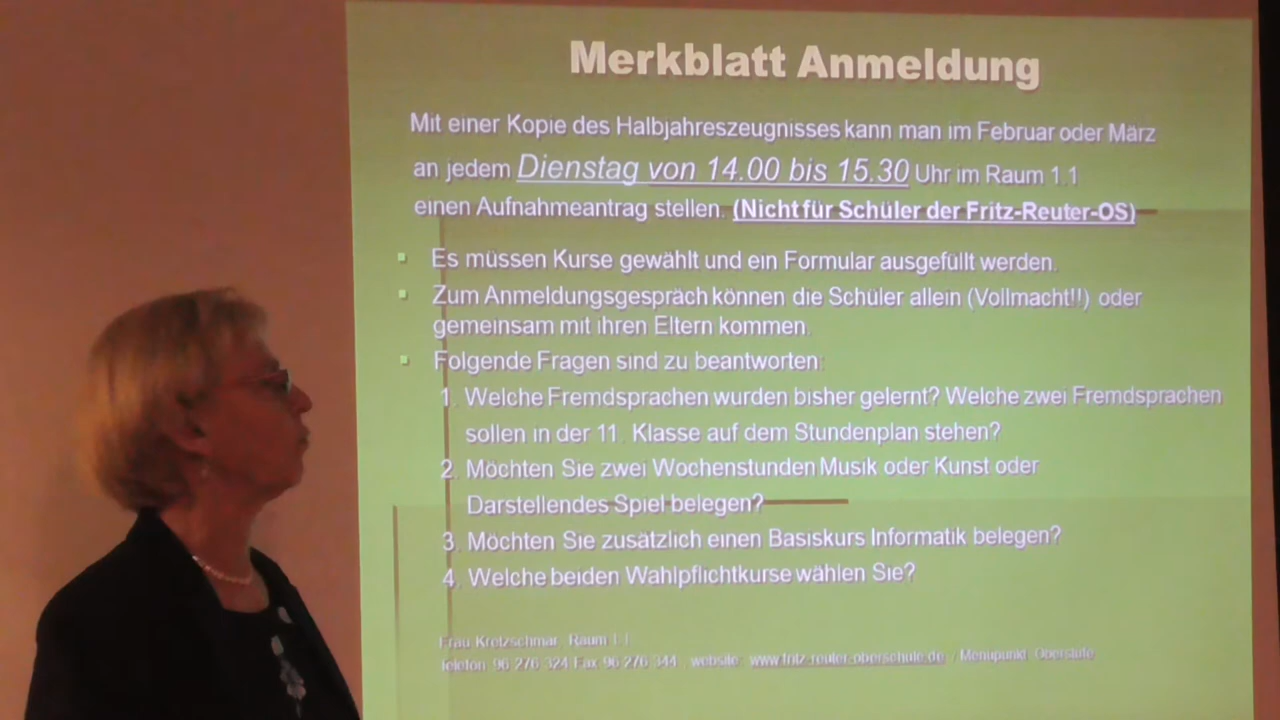 Merkblatt Anmeldung
Mit einer Kopie des Halbjahreszeugnisses kann man im Februar oder März
an jedem Dienstag von 14.00 bis 15.30 Uhr im Raum 1.1
einen Aufnahmeantrag stellen. (Nicht für Schüler der Fritz-Reuter-OS)
Es müssen Kurse gewählt und ein Formular ausgefüllt werden.
Zum Anmeldungsgespräch können die Schüler allein (Vollmacht!!) oder
gemeinsam mit ihren Eltern kommen.
Folgende Fragen sind zu beantworten:
1. Welche Fremdsprachen wurden bisher gelernt? Welche zwei Fremdsprachen
sollen in der 11. Klasse auf dem Stundenplan stehen?
2. Möchten Sie zwei Wochenstunden Musik oder Kunst oder
Darstellendes Spiel belegen?
3. Möchten Sie zusätzlich einen Basiskurs Informatik belegen?
4. Welche beiden Wahlpflichtkurse wählen Sie?
Frau Kretzschmar, Raum 1.1
Telefon 96 276 324 Fax 96 276 344, website: www.fritz-reuter-oberschule.de / Menüpunkt Oberstufe